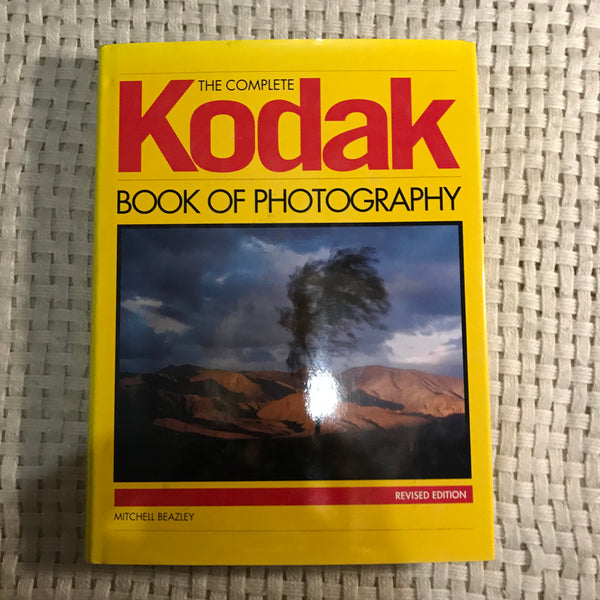 THE COMPLETE
Kodak
BOOK OF PHOTOGRAPHY
REVISED EDITION
MITCHELL BEAZLEY